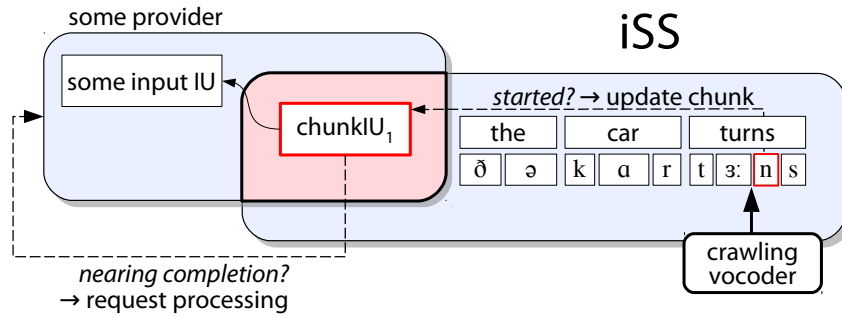 some provider
iSS
some input IU
chunkIU₁
started? → update chunk
the car turns
ð ə k ɑ r t ɜː n s
crawling
vocoder
nearing completion?
→ request processing